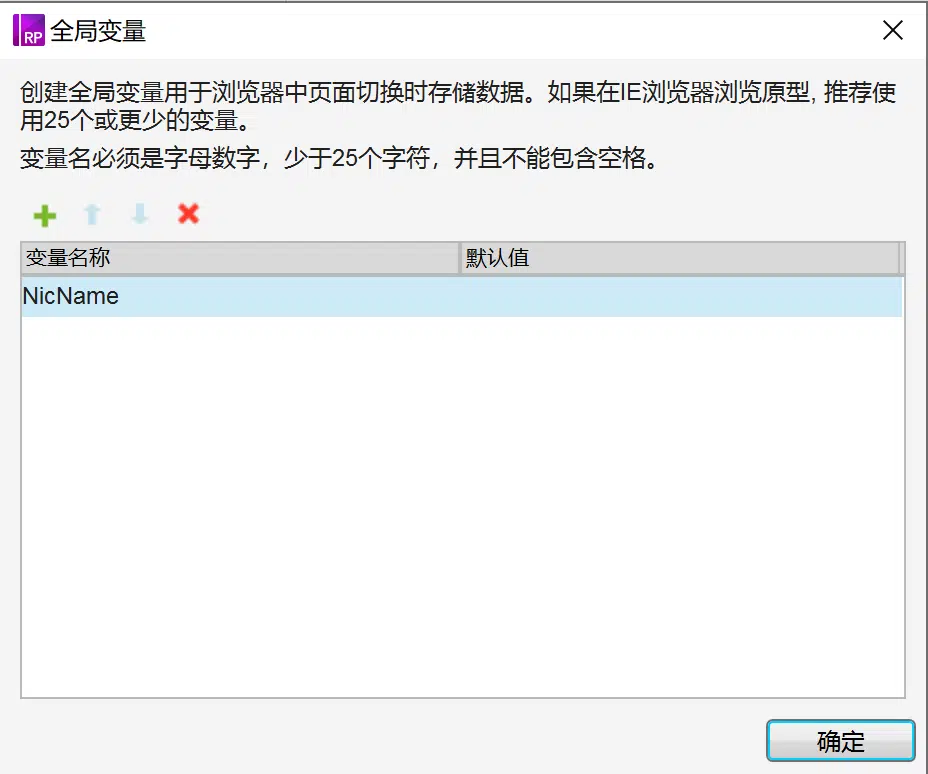 RP 全局变量
创建全局变量用于浏览器中页面切换时存储数据。如果在IE浏览器浏览原型, 推荐使
用25个或更少的变量。
变量名必须是字母数字，少于25个字符，并且不能包含空格。
变量名称 默认值
NicName
确定